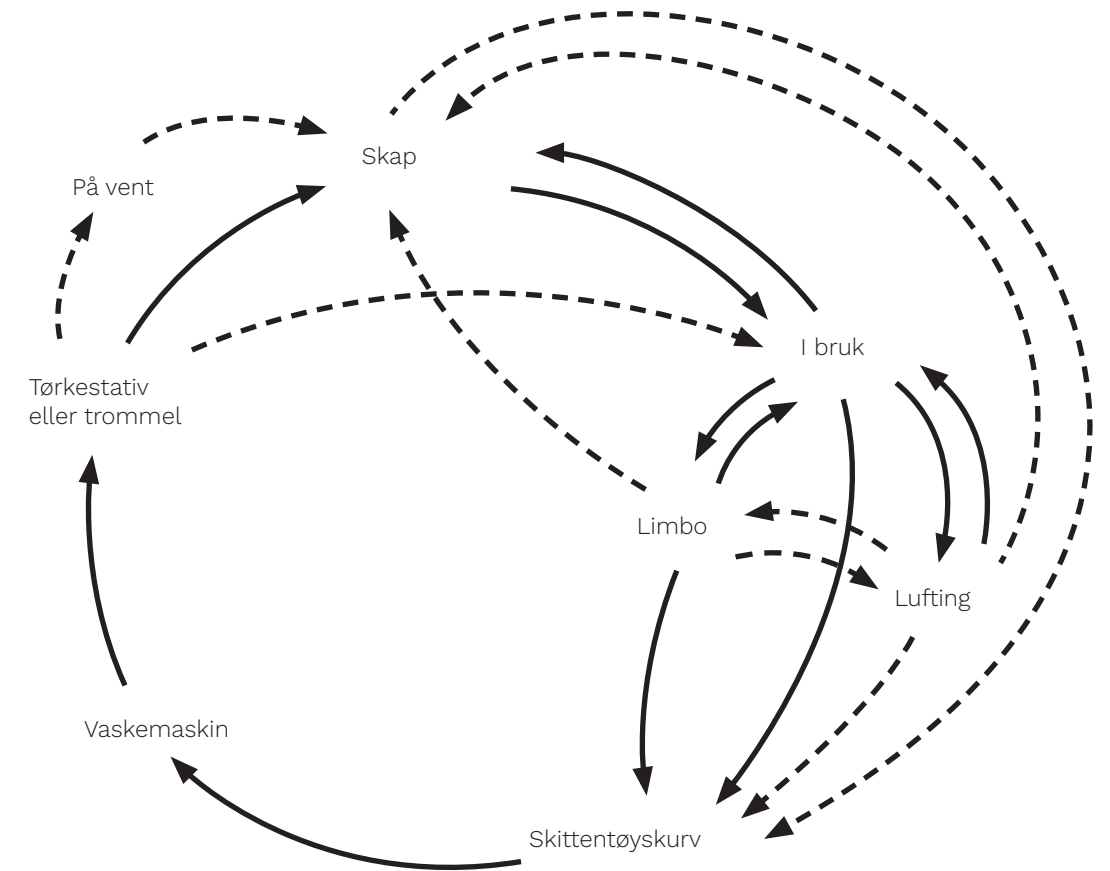 Skap
På vent
I bruk
Tørkestativ
eller trommel
Limbo
Lufting
Vaskemaskin
Skittentøyskurv